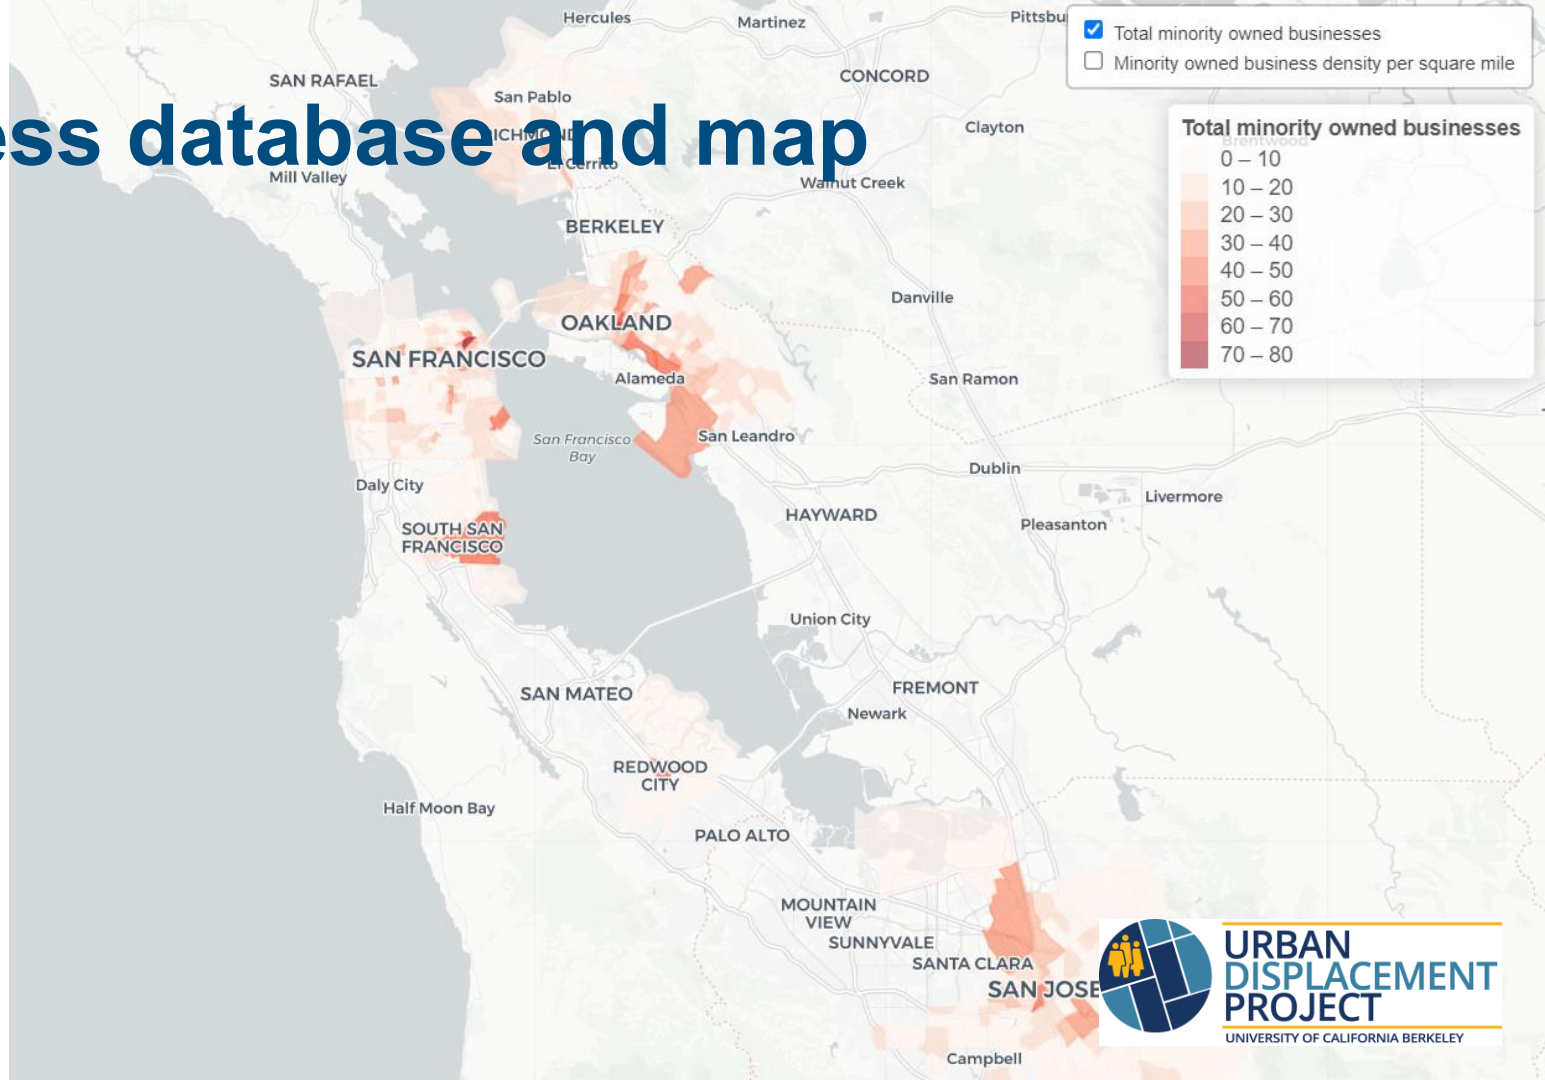 Hercules
Martinez
Pittsbu
Total minority owned businesses
Minority owned business density per square mile
SAN RAFAEL
CONCORD
San Pablo
ess database and map
RICHMOND
Clayton
El Cerrito
Mill Valley
Walnut Creek
Total minority owned businesses
Brentwood
0 – 10
10 – 20
20 – 30
30 – 40
40 – 50
50 – 60
60 – 70
70 – 80
BERKELEY
Danville
OAKLAND
SAN FRANCISCO
Alameda
San Ramon
San Francisco
Bay
San Leandro
Daly City
Dublin
Livermore
SOUTH SAN
FRANCISCO
HAYWARD
Pleasanton
Union City
SAN MATEO
FREMONT
Newark
REDWOOD
CITY
Half Moon Bay
PALO ALTO
MOUNTAIN
VIEW
SUNNYVALE
SANTA CLARA
SAN JOSE
Campbell
URBAN
DISPLACEMENT
PROJECT
UNIVERSITY OF CALIFORNIA BERKELEY